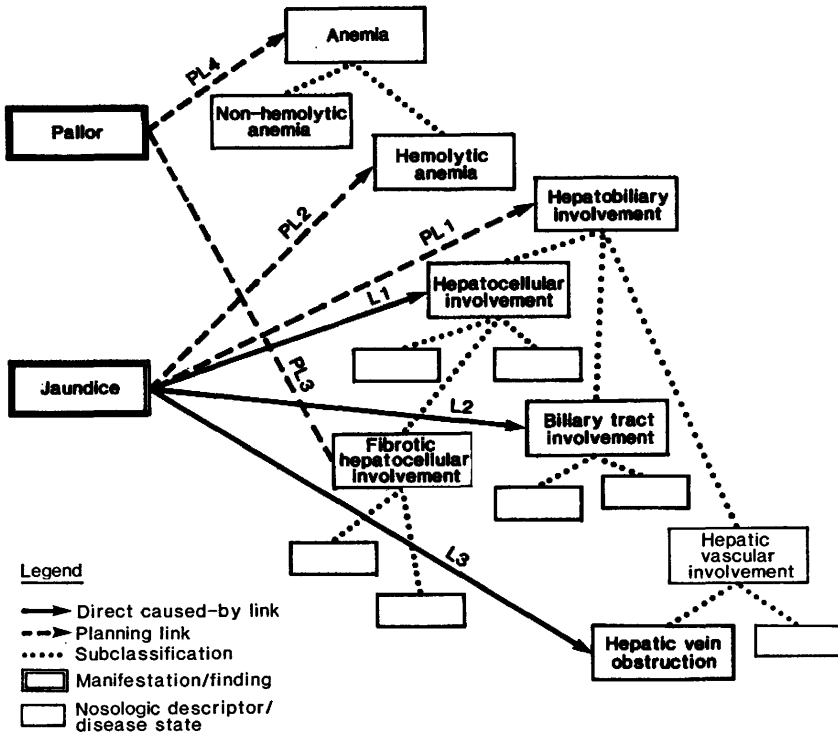 Anemia
PL4
Non-hemolytic
anemia
Pallor
Hemolytic
anemia
PL2
PL1
Hepatobiliary
involvement
Hepatocellular
involvement
L1
PL3
Jaundice
L2
Biliary tract
involvement
Fibrotic
hepatocellular
involvement
Hepatic
vascular
involvement
L3
Hepatic vein
obstruction
Legend
Direct caused-by link
Planning link
Subclassification
Manifestation/finding
Nosologic descriptor/
disease state